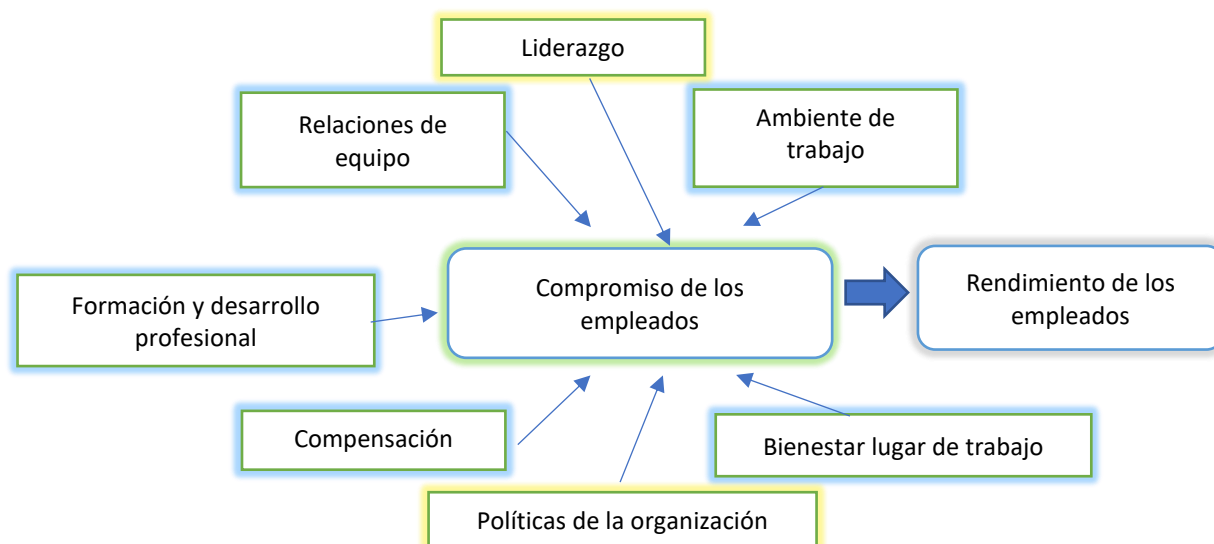 Liderazgo
Relaciones de
equipo
Ambiente de
trabajo
Formación y desarrollo
profesional
Compromiso de los
empleados
Rendimiento de los
empleados
Compensación
Bienestar lugar de trabajo
Políticas de la organización